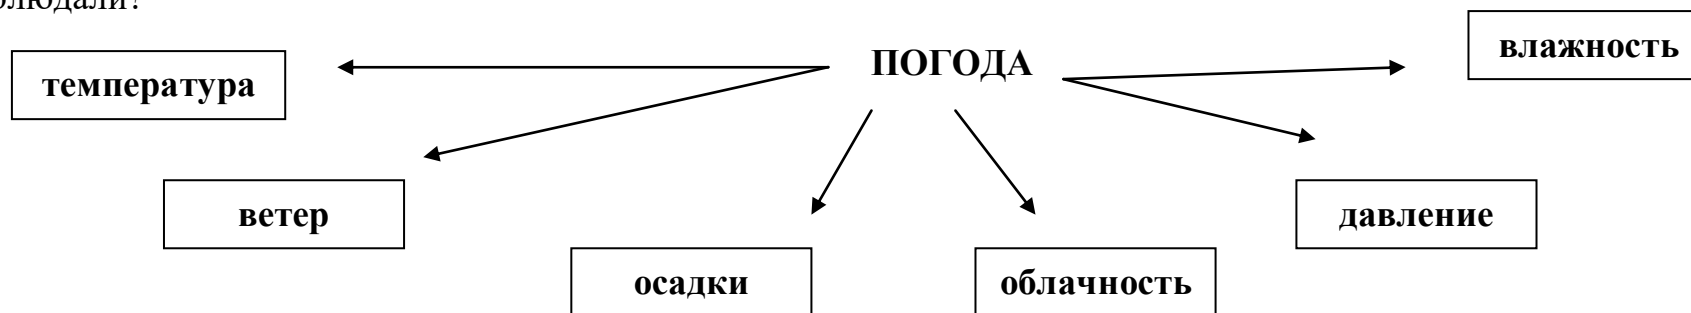 ПОГОДА
влажность
температура
ветер
давление
осадки
облачность